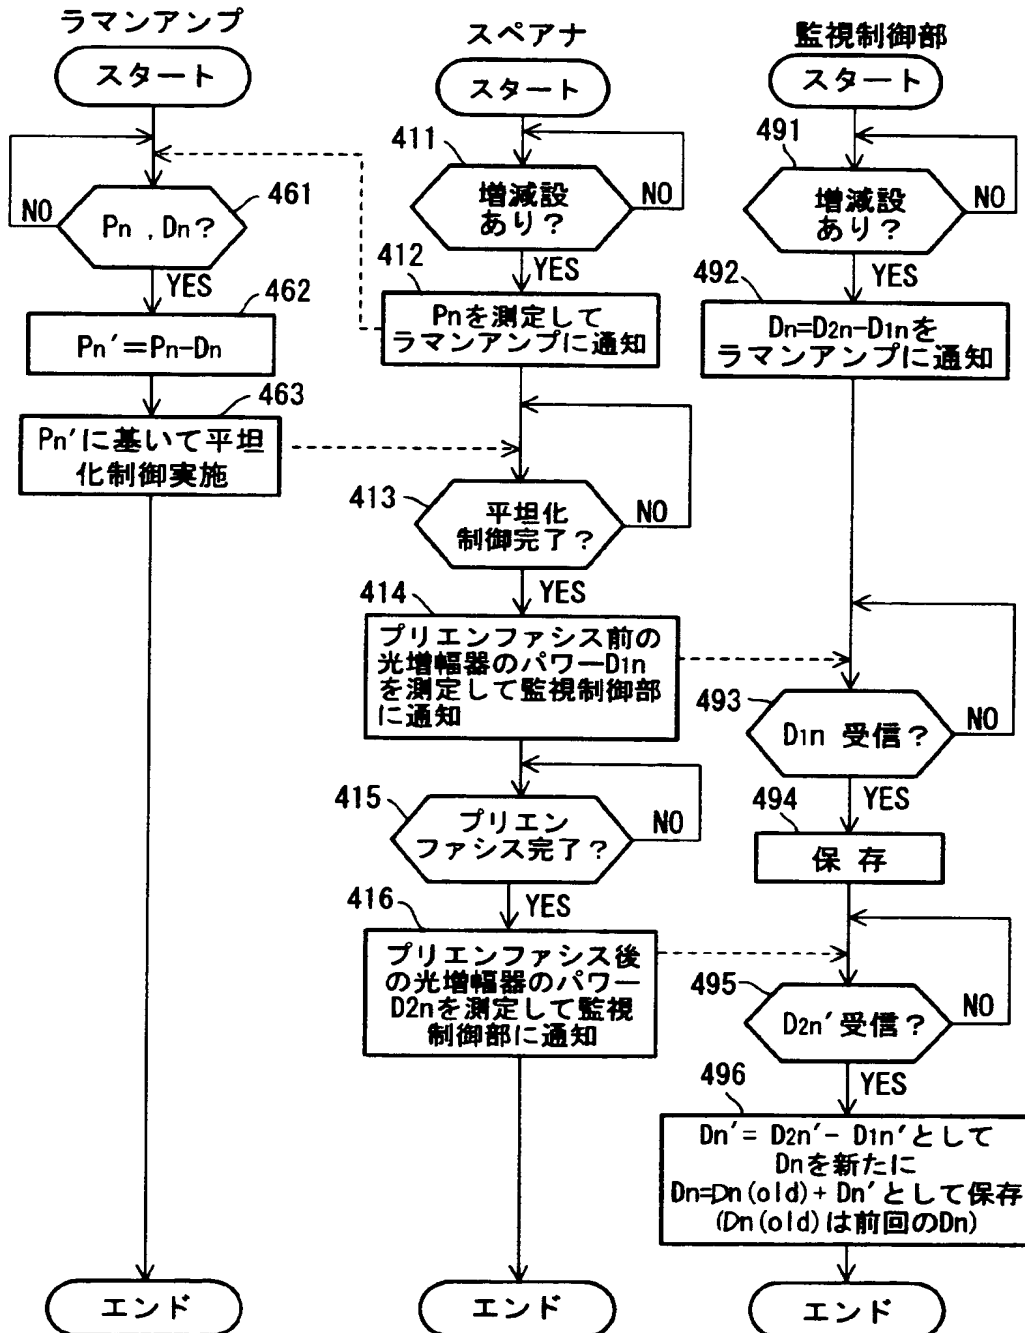 ラマンアンプ
スタート
461
NO
Pn , Dn?
YES
462
Pn′=Pn-Dn
463
Pn′に基いて平坦
化制御実施
エンド
スペアナ
スタート
411
増減設
あり?
NO
YES
412
Pnを測定して
ラマンアンプに通知
413
平坦化
制御完了?
NO
YES
414
プリエンファシス前の
光増幅器のパワーD1n
を測定して監視制御部
に通知
415
プリエン
ファシス完了?
NO
YES
416
プリエンファシス後
の光増幅器のパワー
D2nを測定して監視
制御部に通知
エンド
監視制御部
スタート
491
増減設
あり?
NO
YES
492
Dn=D2n-D1nを
ラマンアンプに通知
493
D1n 受信?
NO
YES
494
保 存
495
D2n′受信?
NO
YES
496
Dn′= D2n′- D1n′として
Dnを新たに
Dn=Dn(old)+ Dn′として保存
(Dn(old)は前回のDn)
エンド